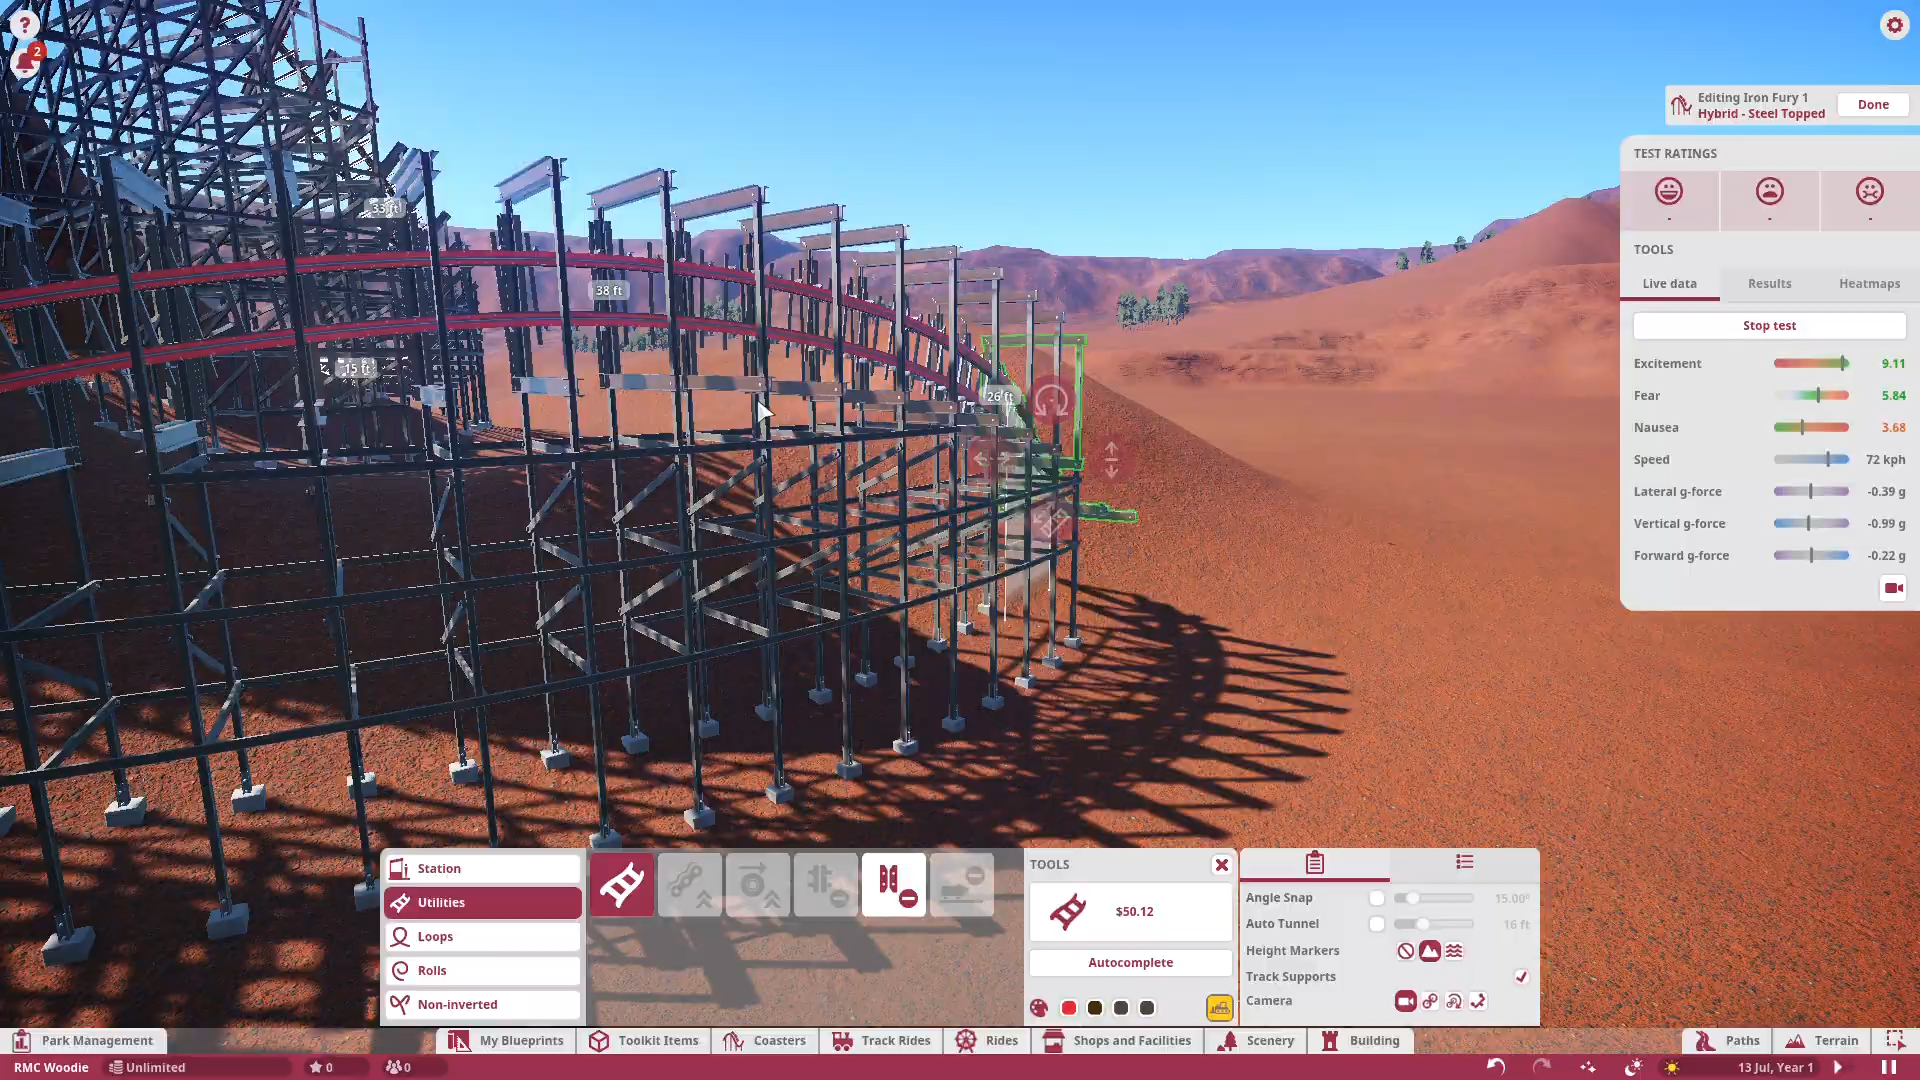 ?
2
Editing Iron Fury 1
Hybrid - Steel Topped
Done
TEST RATINGS
- - -
TOOLS
Live data Results Heatmaps
Stop test
Excitement 9.11
Fear 5.84
Nausea 3.68
Speed 72 kph
Lateral g-force -0.39 g
Vertical g-force -0.99 g
Forward g-force -0.22 g
33 ft
38 ft
15 ft
26 ft
Station
Utilities
Loops
Rolls
Non-inverted
TOOLS
$50.12
Autocomplete
Angle Snap 15.00°
Auto Tunnel 16 ft
Height Markers
Track Supports
Camera
Park Management My Blueprints Toolkit Items Coasters Track Rides Rides Shops and Facilities Scenery Building Paths Terrain
RMC Woodie Unlimited 0 0 13 Jul, Year 1